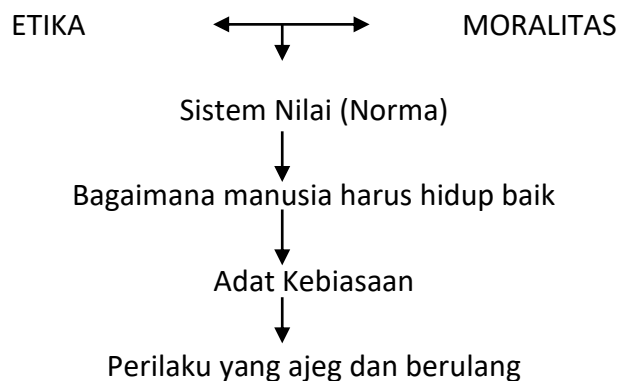 ETIKA MORALITAS
Sistem Nilai (Norma)
Bagaimana manusia harus hidup baik
Adat Kebiasaan
Perilaku yang ajeg dan berulang